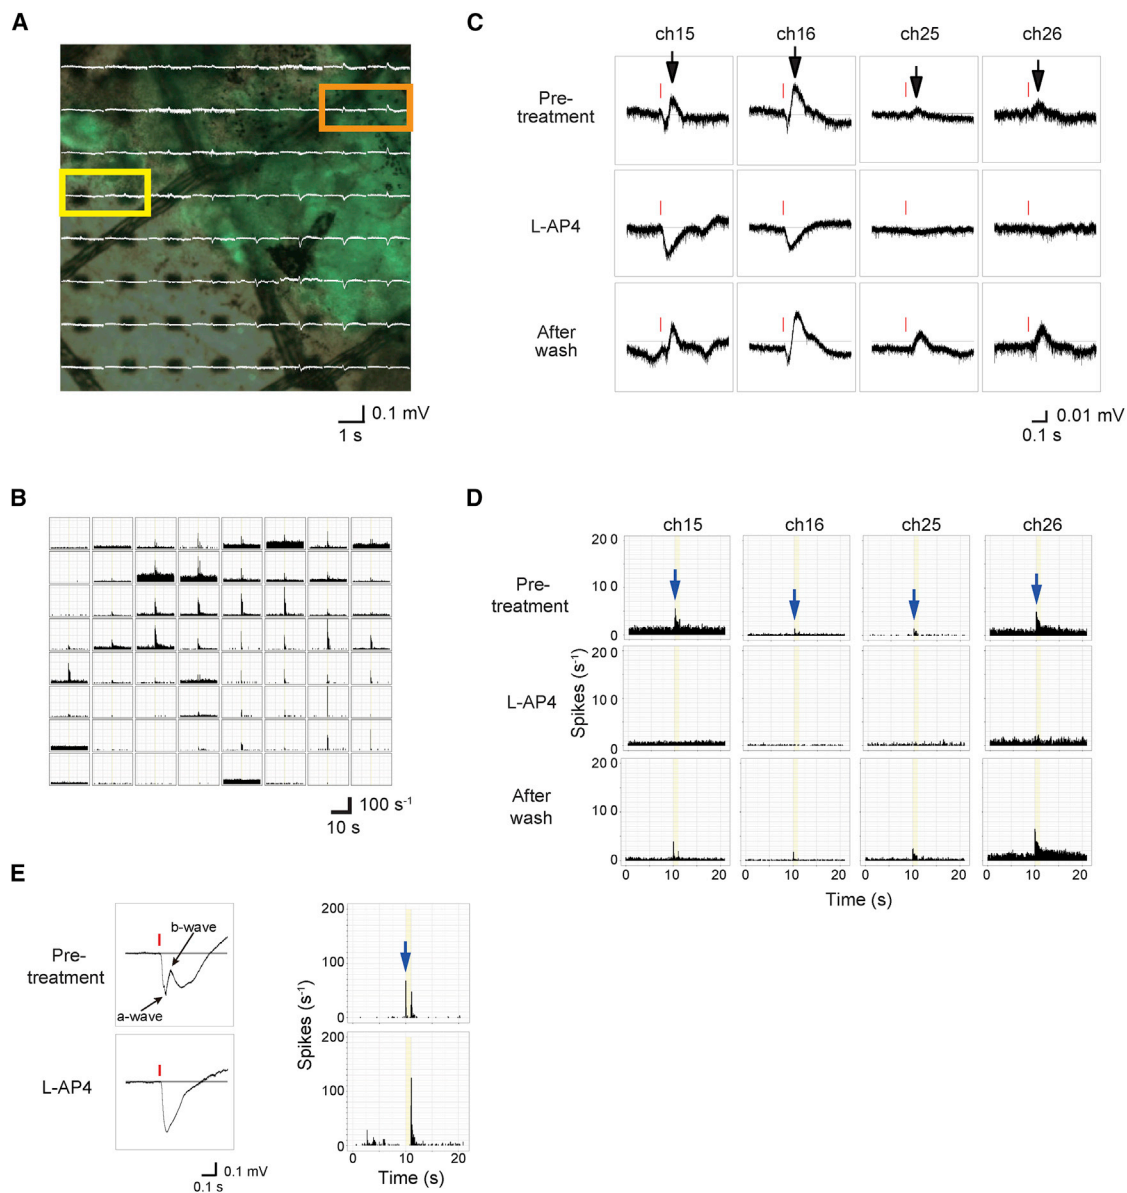 A
0.1 mV
1 s
B
100 s-1
10 s
C
ch15 ch16 ch25 ch26
Pre-
treatment
L-AP4
After
wash
0.01 mV
0.1 s
D
ch15 ch16 ch25 ch26
Pre-
treatment
L-AP4
After
wash
Spikes (s-1)
20 0
10 0
0
20 0
10 0
0
20 0
10 0
0
0 10 20 0 10 20 0 10 20 0 10 20
Time (s)
E
Pre-
treatment
b-wave
a-wave
L-AP4
0.1 mV
0.1 s
Spikes (s-1)
200
100
0
200
100
0
0 10 20
Time (s)